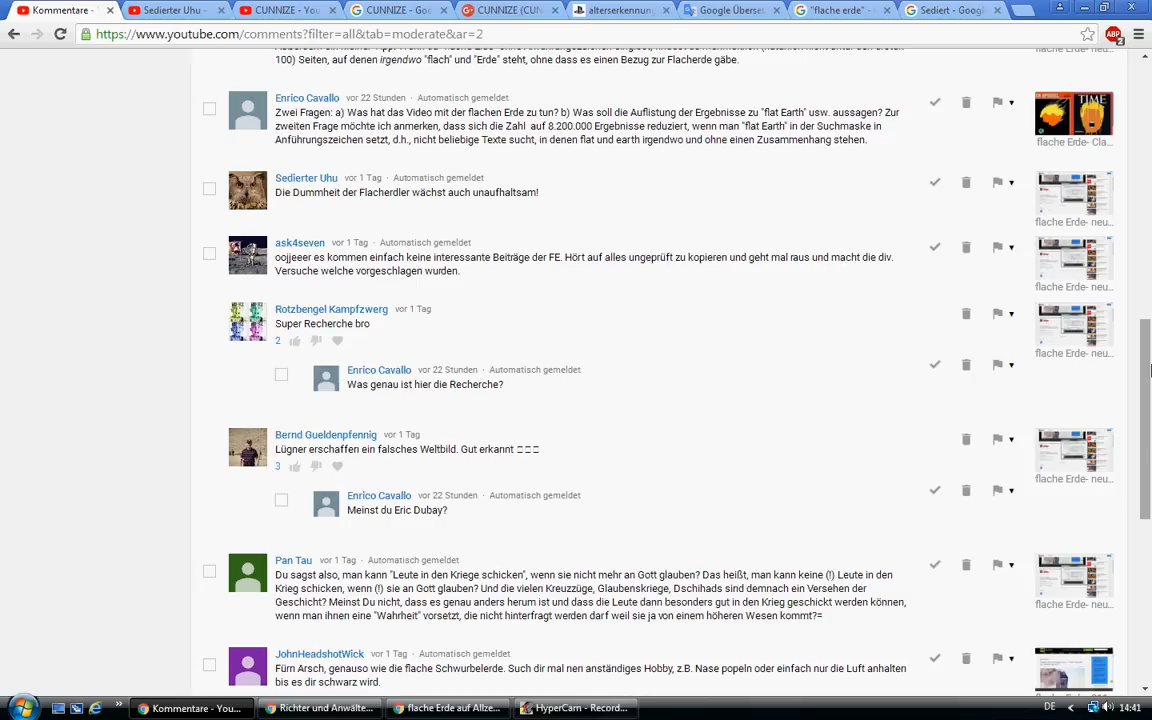 Kommentare - Y
Sedierter Uhu -
CUNNIZE - You
CUNNIZE - Goo
CUNNIZE (CUN
alterserkennung
Google Überset
"flache erde" -
Sediert - Googl
https://www.youtube.com/comments?filter=all&tab=moderate&ar=2
100) Seiten, auf denen irgendwo "flach" und "Erde" steht, ohne dass es einen Bezug zur Flacherde gäbe.
Enrico Cavallo vor 22 Stunden · Automatisch gemeldet
Zwei Fragen: a) Was hat das Video mit der flachen Erde zu tun? b) Was soll die Auflistung der Ergebnisse zu "flat Earth" usw. aussagen? Zur
zweiten Frage möchte ich anmerken, dass sich die Zahl auf 8.200.000 Ergebnisse reduziert, wenn man "flat Earth" in der Suchmaske in
Anführungszeichen setzt, d.h., nicht beliebige Texte sucht, in denen flat und earth irgendwo und ohne einen Zusammenhang stehen.
TIME
flache Erde- Cla...
Sedierter Uhu vor 1 Tag · Automatisch gemeldet
Die Dummheit der Flacherdler wächst auch unaufhaltsam!
flache Erde- neu...
ask4seven vor 1 Tag · Automatisch gemeldet
oojjeeer es kommen einfach keine interessante Beiträge der FE. Hört auf alles ungeprüft zu kopieren und geht mal raus und macht die div.
Versuche welche vorgeschlagen wurden.
flache Erde- neu...
Rotzbengel Kampfzwerg vor 1 Tag
Super Recherche bro
2
flache Erde- neu...
Enrico Cavallo vor 22 Stunden · Automatisch gemeldet
Was genau ist hier die Recherche?
Bernd Gueldenpfennig vor 1 Tag
Lügner erschaffen ein falsches Weltbild. Gut erkannt
3
flache Erde- neu...
Enrico Cavallo vor 22 Stunden · Automatisch gemeldet
Meinst du Eric Dubay?
Pan Tau vor 1 Tag · Automatisch gemeldet
Du sagst also, man kann "Leute in den Kriege schicken", wenn sie nicht mehr an Gott glauben? Das heißt, man kann keine (!) Leute in den
Krieg schicken, wenn (!) sie an Gott glauben? Und die vielen Kreuzzüge, Glaubenskriege, Dschihads sind demnach ein Versehen der
Geschicht? Meinst Du nicht, dass es genau anders herum ist und dass die Leute dann besonders gut in den Krieg geschickt werden können,
wenn man ihnen eine "Wahrheit" vorsetzt, die nicht hinterfragt werden darf weil sie ja von einem höheren Wesen kommt?=
flache Erde- neu...
JohnHeadshotWick vor 1 Tag · Automatisch gemeldet
Fürn Arsch, genauso wie die flache Schwurbelerde. Such dir mal nen anständiges Hobby, z.B. Nase popeln oder einfach nur die Luft anhalten
bis es dir schwarz wird.
Kommentare - You...
Richter und Anwälte...
flache Erde auf Allze...
HyperCam - Record...
DE
14:41